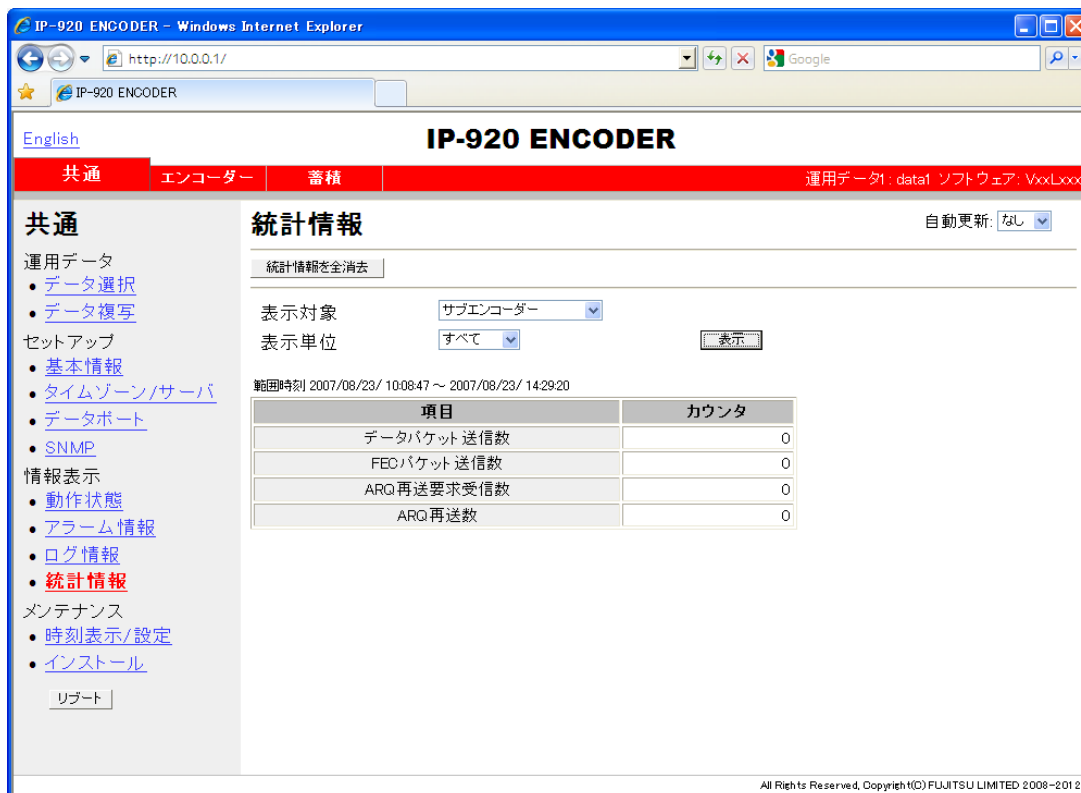 IP-920 ENCODER - Windows Internet Explorer
http://10.0.0.1/
Google
IP-920 ENCODER
English
IP-920 ENCODER
共通 エンコーダー 蓄積 運用データ1: data1 ソフトウェア: VxxLxxx
共通
運用データ
• データ選択
• データ複写
セットアップ
• 基本情報
• タイムゾーン/サーバ
• データポート
• SNMP
情報表示
• 動作状態
• アラーム情報
• ログ情報
• 統計情報
メンテナンス
• 時刻表示/設定
• インストール
リブート
統計情報
自動更新: なし
統計情報を全消去
表示対象 サブエンコーダー
表示単位 すべて 表示
範囲時刻 2007/08/23/ 10:08:47 ～ 2007/08/23/ 14:29:20
項目 カウンタ
データパケット送信数 0
FECパケット送信数 0
ARQ再送要求受信数 0
ARQ再送数 0
All Rights Reserved, Copyright(C) FUJITSU LIMITED 2008-2012